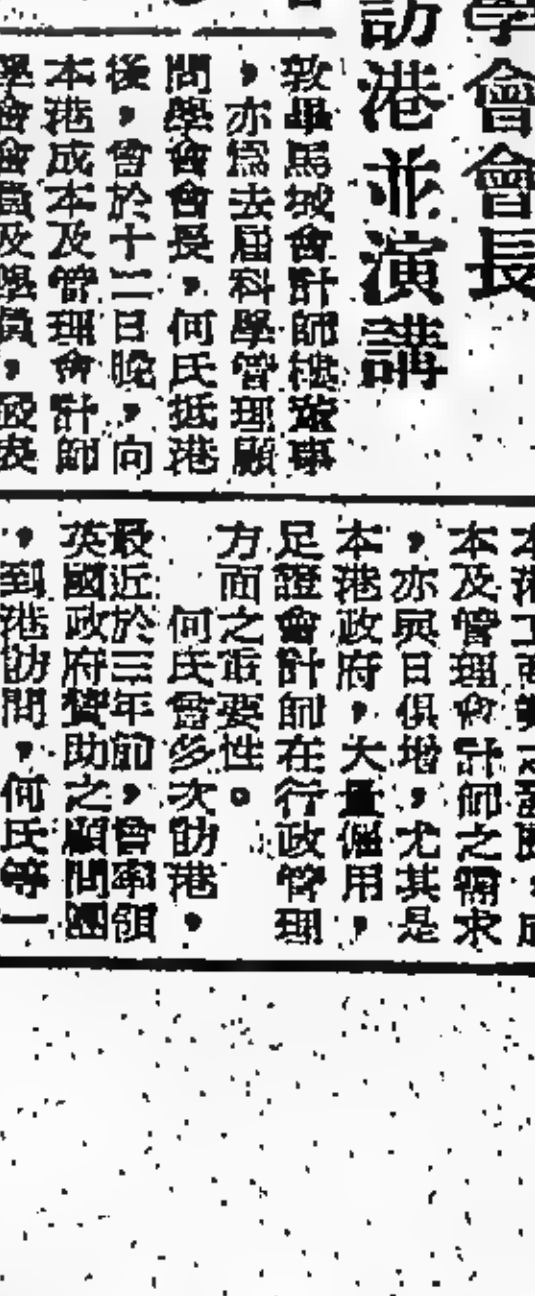 學會會長
訪港並演講
敦畢馬域會計師樓董事
，亦爲去屆科學管理顧
問學會會長，何氏抵港
後，曾於十二日晚，向
本港成本及管理會計師
學會會員及學員，發表
本及管理會計師之需求
，亦與日俱增，尤其是
本港政府，大量僱用，
足證會計師在行政管理
方面之重要性。
何氏曾多次訪港，
最近於三年前，曾率領
英國政府贊助之顧問團
，到港訪問，何氏等一